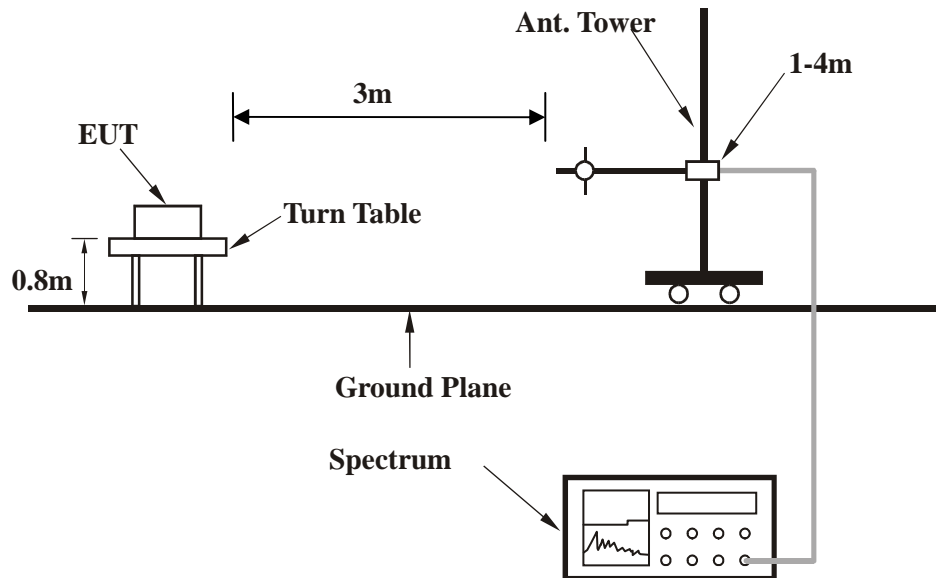 Ant. Tower
1-4m
3m
EUT
Turn Table
0.8m
Ground Plane
Spectrum